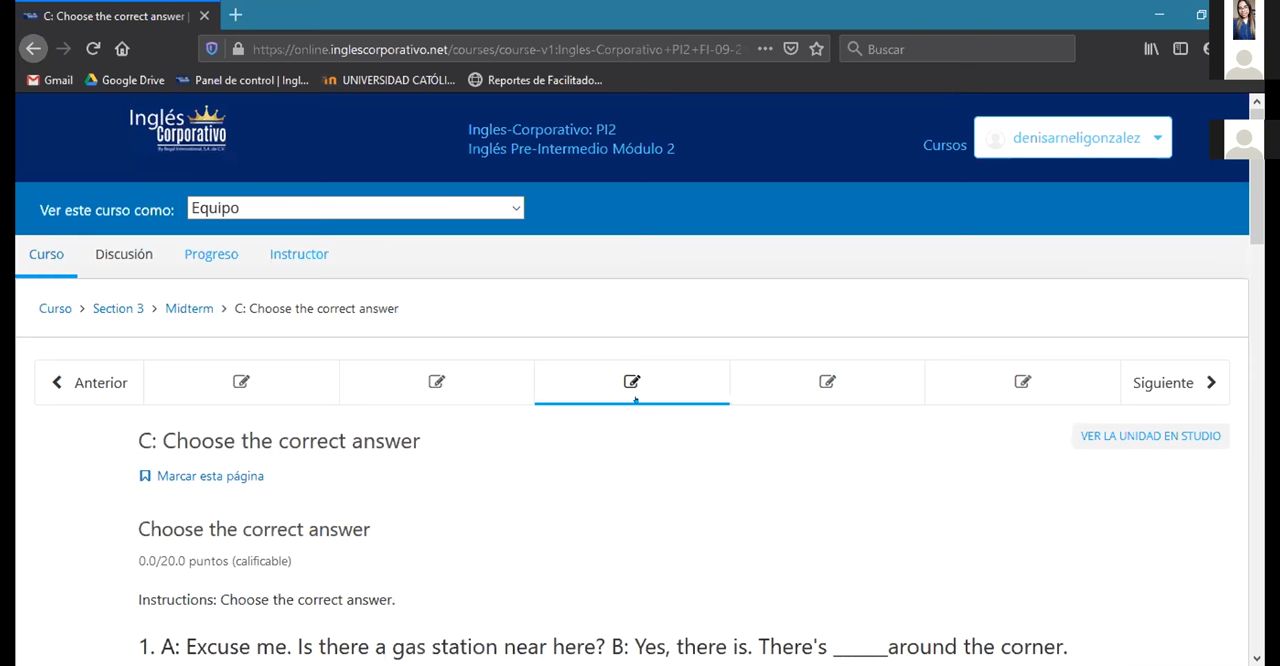 C: Choose the correct answer |
https://online.inglescorporativo.net/courses/course-v1:Ingles-Corporativo+PI2+FI-09-2
Buscar
Gmail
Google Drive
Panel de control | Ingl...
UNIVERSIDAD CATÓLI...
Reportes de Facilitado...
Inglés
Corporativo
Ingles-Corporativo: PI2
Inglés Pre-Intermedio Módulo 2
Cursos
denisarneligonzalez
Ver este curso como:
Equipo
Curso
Discusión
Progreso
Instructor
Curso > Section 3 > Midterm > C: Choose the correct answer
Anterior
Siguiente
C: Choose the correct answer
VER LA UNIDAD EN STUDIO
Marcar esta página
Choose the correct answer
0.0/20.0 puntos (calificable)
Instructions: Choose the correct answer.
1. A: Excuse me. Is there a gas station near here? B: Yes, there is. There's _____around the corner.